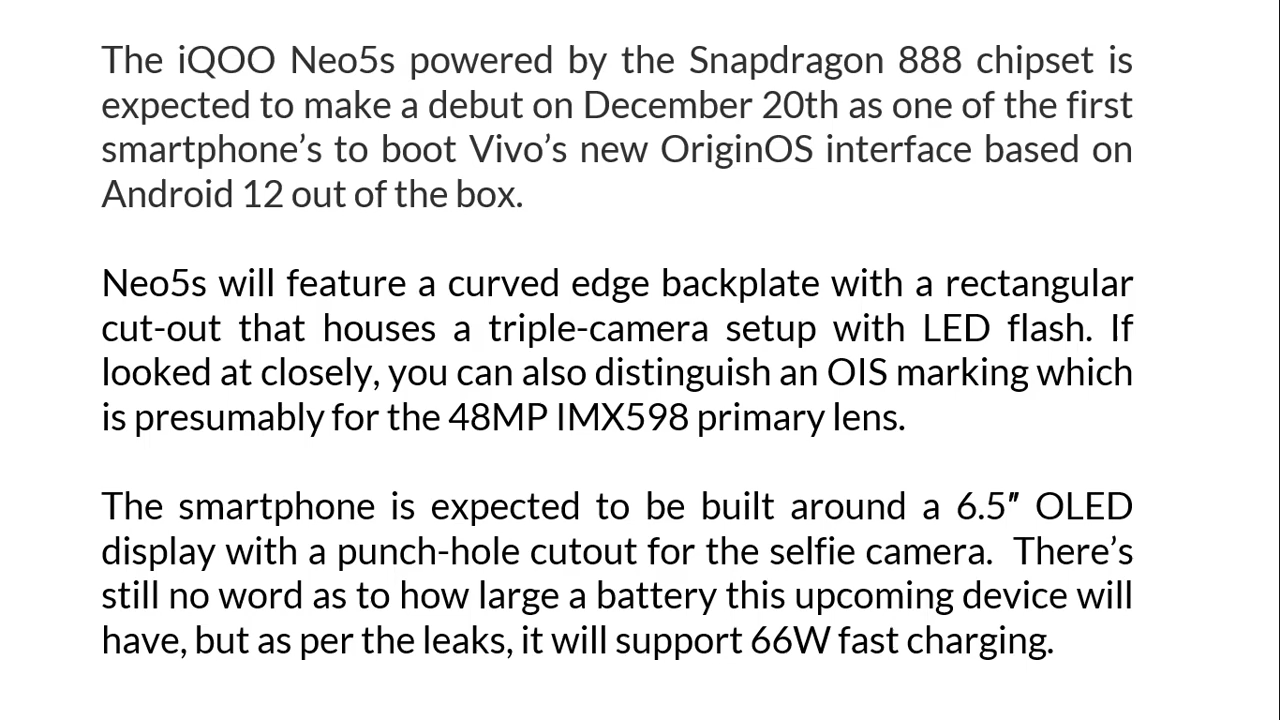 The iQOO Neo5s powered by the Snapdragon 888 chipset is
expected to make a debut on December 20th as one of the first
smartphone’s to boot Vivo’s new OriginOS interface based on
Android 12 out of the box.
Neo5s will feature a curved edge backplate with a rectangular
cut-out that houses a triple-camera setup with LED flash. If
looked at closely, you can also distinguish an OIS marking which
is presumably for the 48MP IMX598 primary lens.
The smartphone is expected to be built around a 6.5″ OLED
display with a punch-hole cutout for the selfie camera.  There’s
still no word as to how large a battery this upcoming device will
have, but as per the leaks, it will support 66W fast charging.